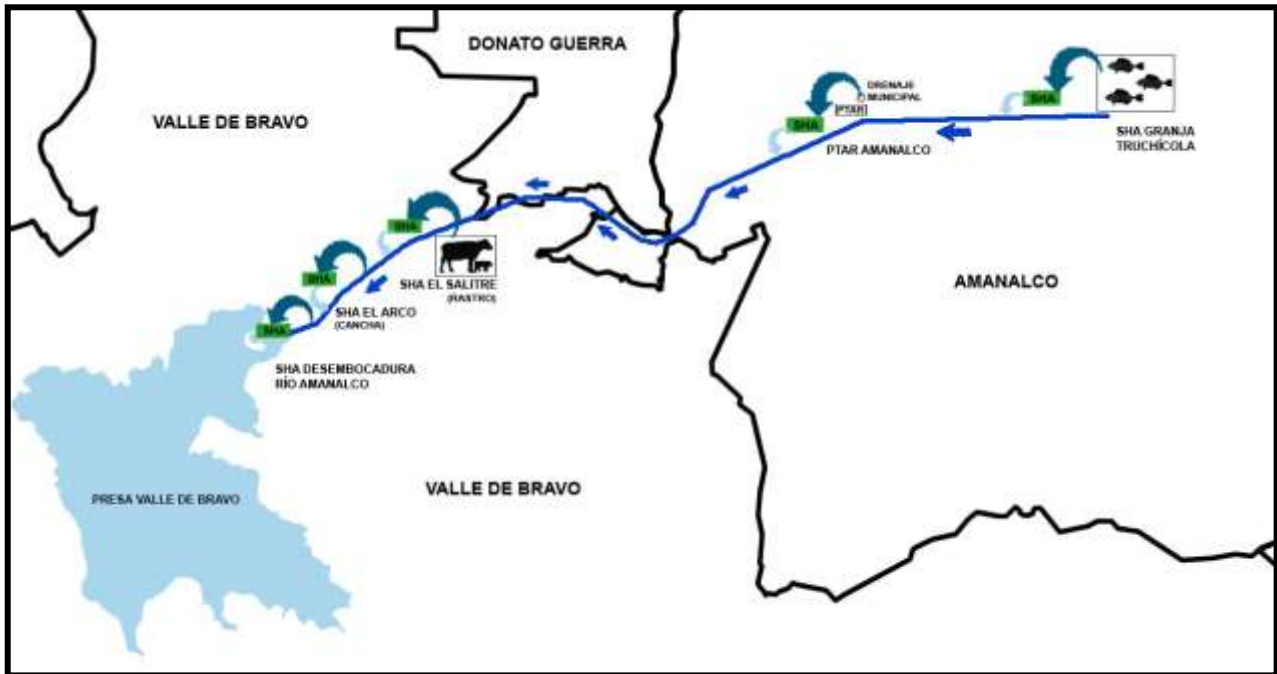 DONATO GUERRA
VALLE DE BRAVO
DRENAJE
MUNICIPAL
PTAR
SHA
SHA
PTAR AMANALCO
SHA GRANJA
TRUCHÍCOLA
SHA
SHA EL SALITRE
(RASTRO)
SHA
SHA EL ARCO
(CANCHA)
SHA
SHA DESEMBOCADURA
RÍO AMANALCO
AMANALCO
PRESA VALLE DE BRAVO
VALLE DE BRAVO